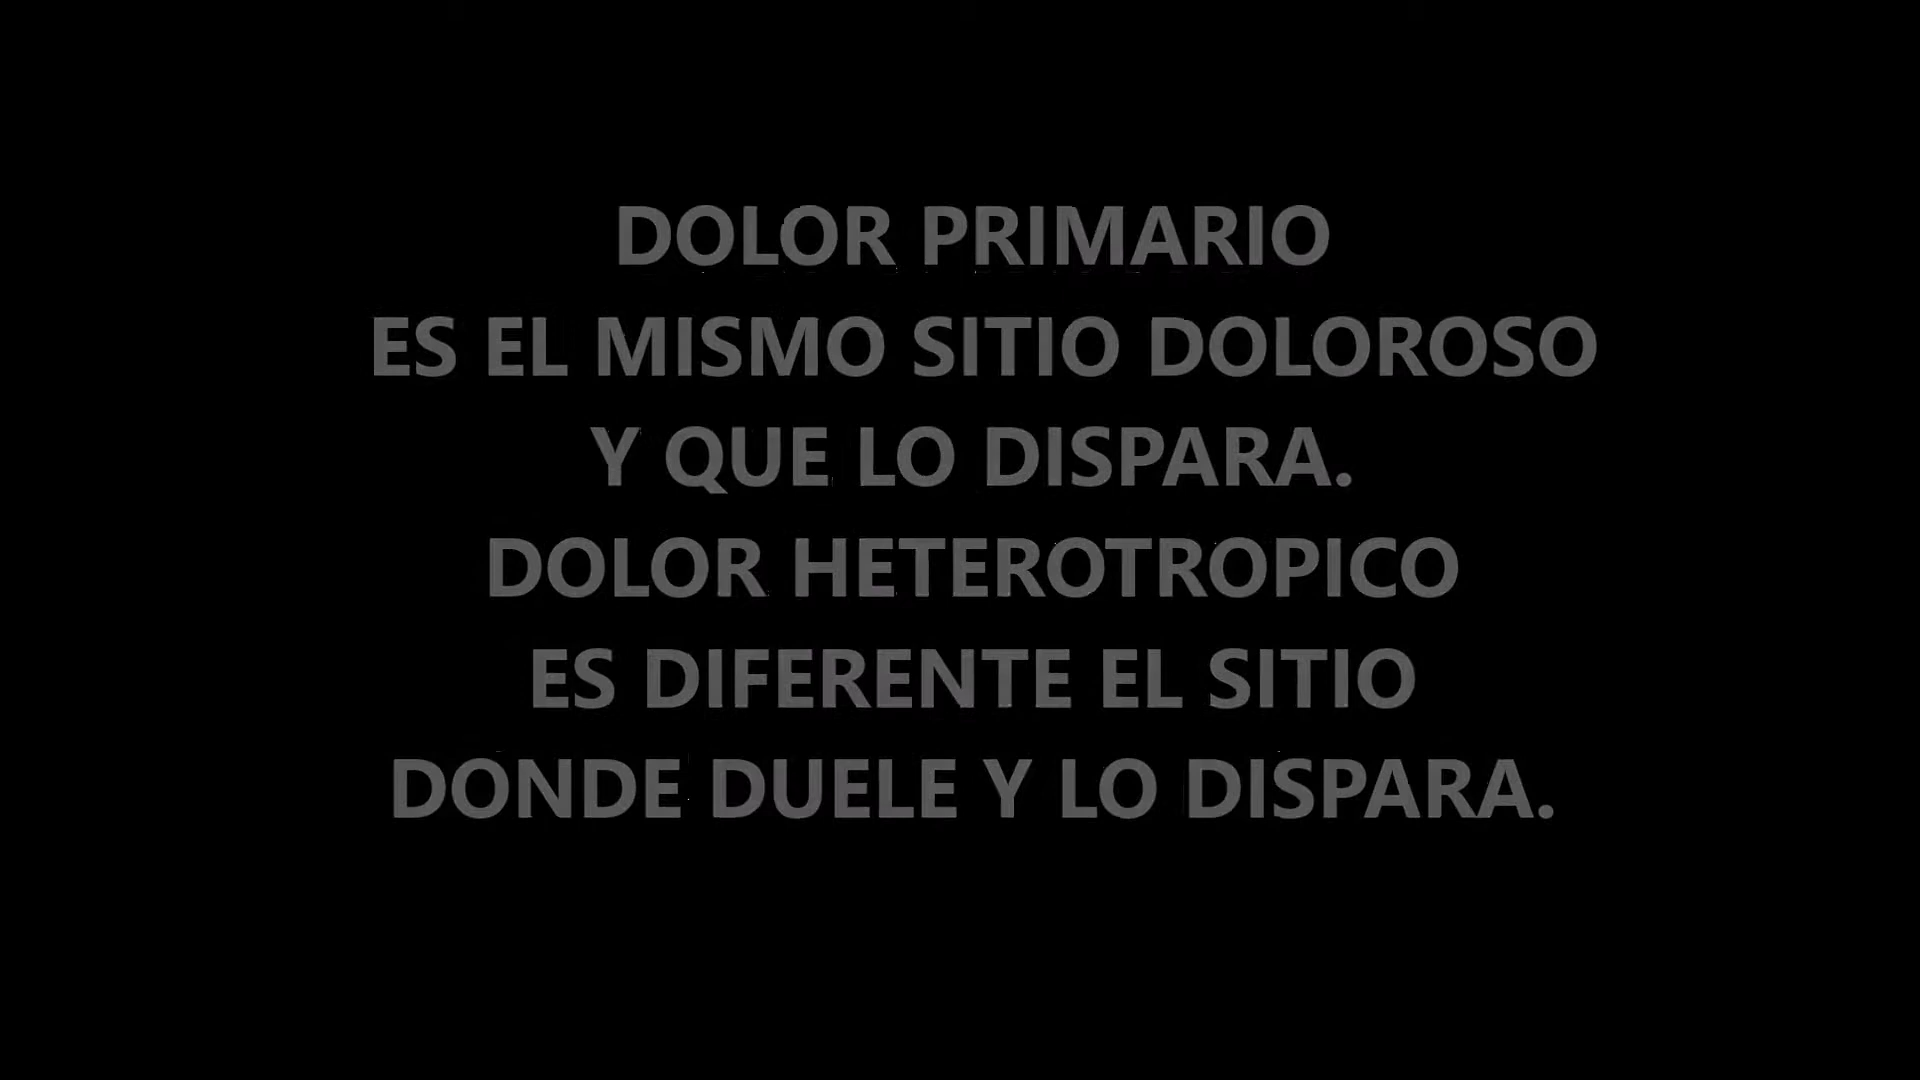 DOLOR PRIMARIO
ES EL MISMO SITIO DOLOROSO
Y QUE LO DISPARA.
DOLOR HETEROTROPICO
ES DIFERENTE EL SITIO
DONDE DUELE Y LO DISPARA.